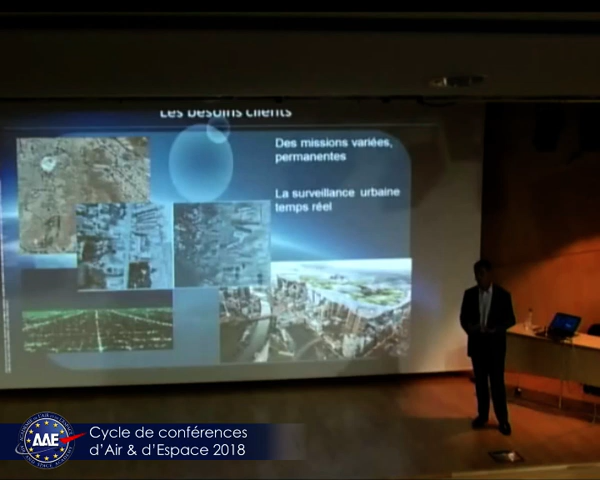 Les besoins clients
Des missions variées,
permanentes
La surveillance urbaine
temps réel
AAE
Cycle de conférences
d'Air & d'Espace 2018